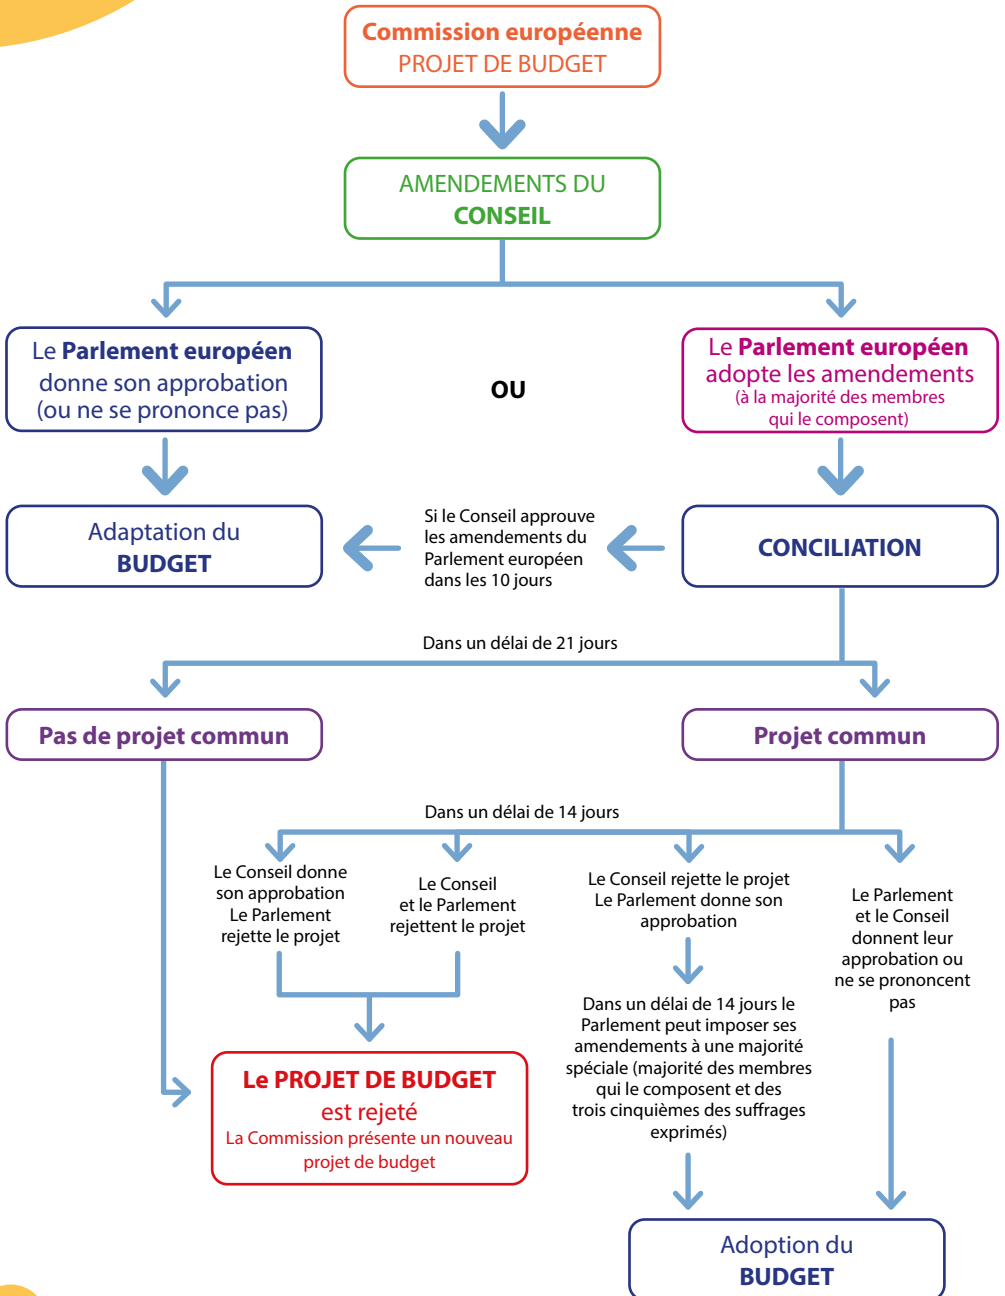 Commission européenne
PROJET DE BUDGET
AMENDEMENTS DU
CONSEIL
Le Parlement européen
donne son approbation
(ou ne se prononce pas)
OU
Le Parlement européen
adopte les amendements
(à la majorité des membres
qui le composent)
Adaptation du
BUDGET
Si le Conseil approuve
les amendements du
Parlement européen
dans les 10 jours
CONCILIATION
Dans un délai de 21 jours
Pas de projet commun
Projet commun
Dans un délai de 14 jours
Le Conseil donne
son approbation
Le Parlement
rejette le projet
Le Conseil
et le Parlement
rejettent le projet
Le Conseil rejette le projet
Le Parlement donne son
approbation
Le Parlement
et le Conseil
donnent leur
approbation ou
ne se prononcent
pas
Dans un délai de 14 jours le
Parlement peut imposer ses
amendements à une majorité
spéciale (majorité des membres
qui le composent et des
trois cinquièmes des suffrages
exprimés)
Le PROJET DE BUDGET
est rejeté
La Commission présente un nouveau
projet de budget
Adoption du
BUDGET